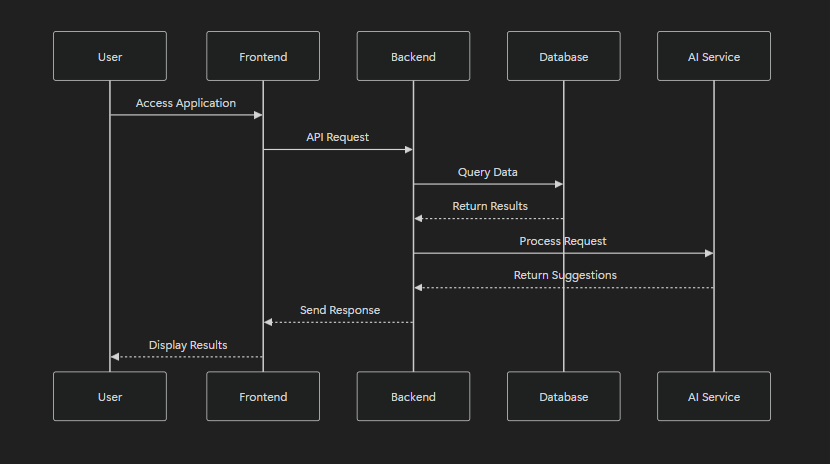 User
Frontend
Backend
Database
AI Service
Access Application
API Request
Query Data
Return Results
Process Request
Return Suggestions
Send Response
Display Results
User
Frontend
Backend
Database
AI Service